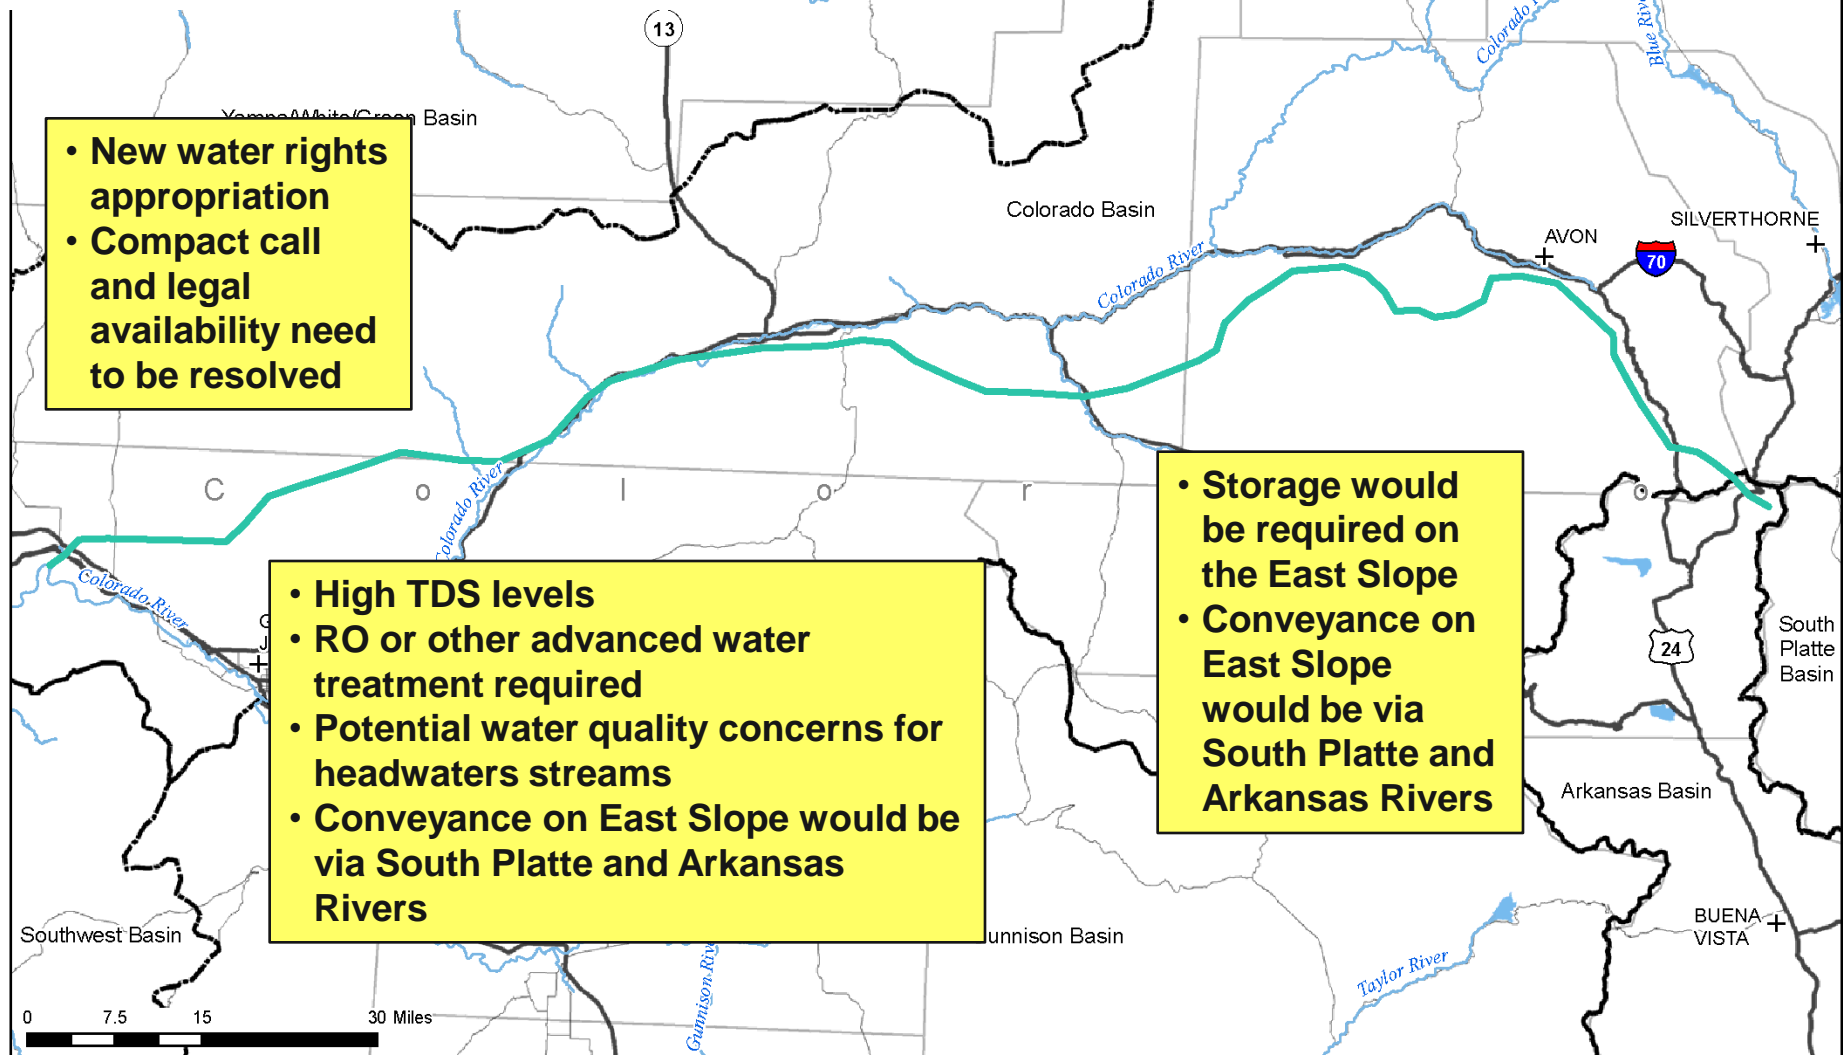 13
Colorado R
Blue Riv
Yampa/White/Green Basin
• New water rights
appropriation
• Compact call
and legal
availability need
to be resolved
Colorado Basin
SILVERTHORNE
AVON
70
Colorado River
C o l o r
Colorado River
Colorado River
• Storage would
be required on
the East Slope
• Conveyance on
East Slope
would be via
South Platte and
Arkansas Rivers
• High TDS levels
• RO or other advanced water
treatment required
• Potential water quality concerns for
headwaters streams
• Conveyance on East Slope would be
via South Platte and Arkansas
Rivers
24
South
Platte
Basin
Arkansas Basin
BUENA
VISTA
Southwest Basin
unnison Basin
Taylor River
Gunnison Rive
0 7.5 15 30 Miles